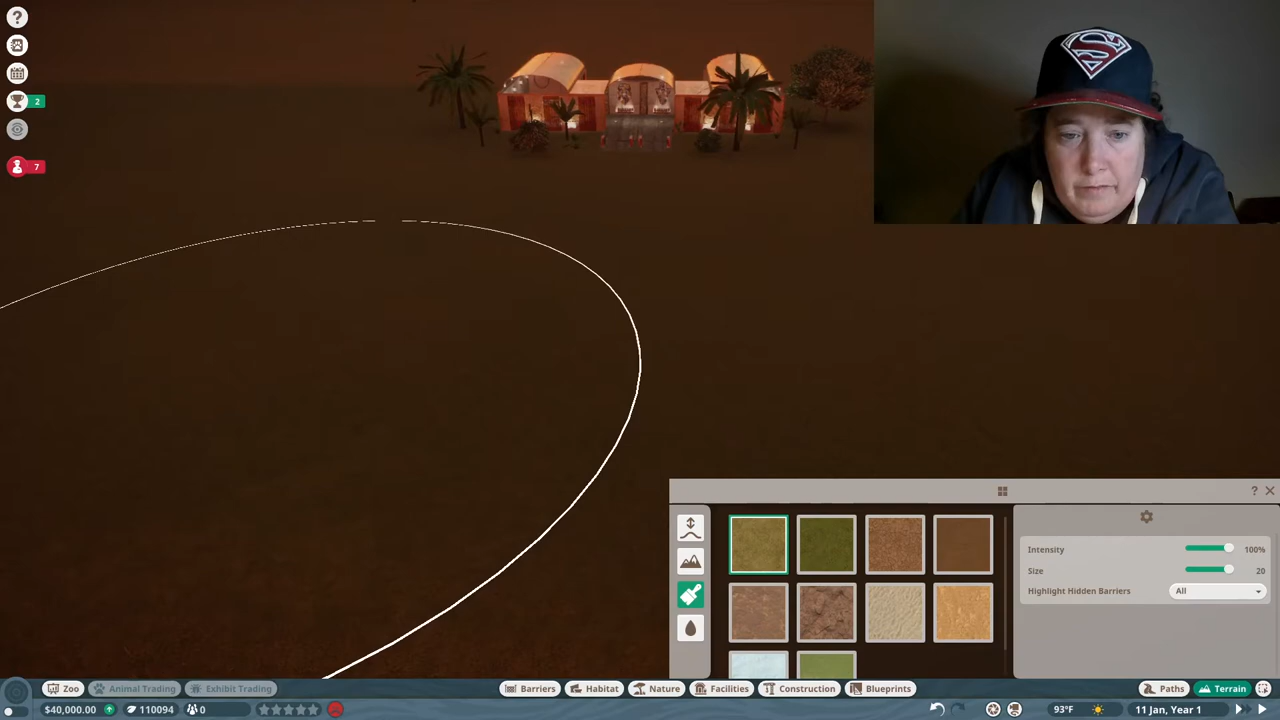 ?
2
7
? ×
Intensity 100%
Size 20
Highlight Hidden Barriers All
Zoo Animal Trading Exhibit Trading Barriers Habitat Nature Facilities Construction Blueprints Paths Terrain
$40,000.00 110094 0 93°F 11 Jan, Year 1